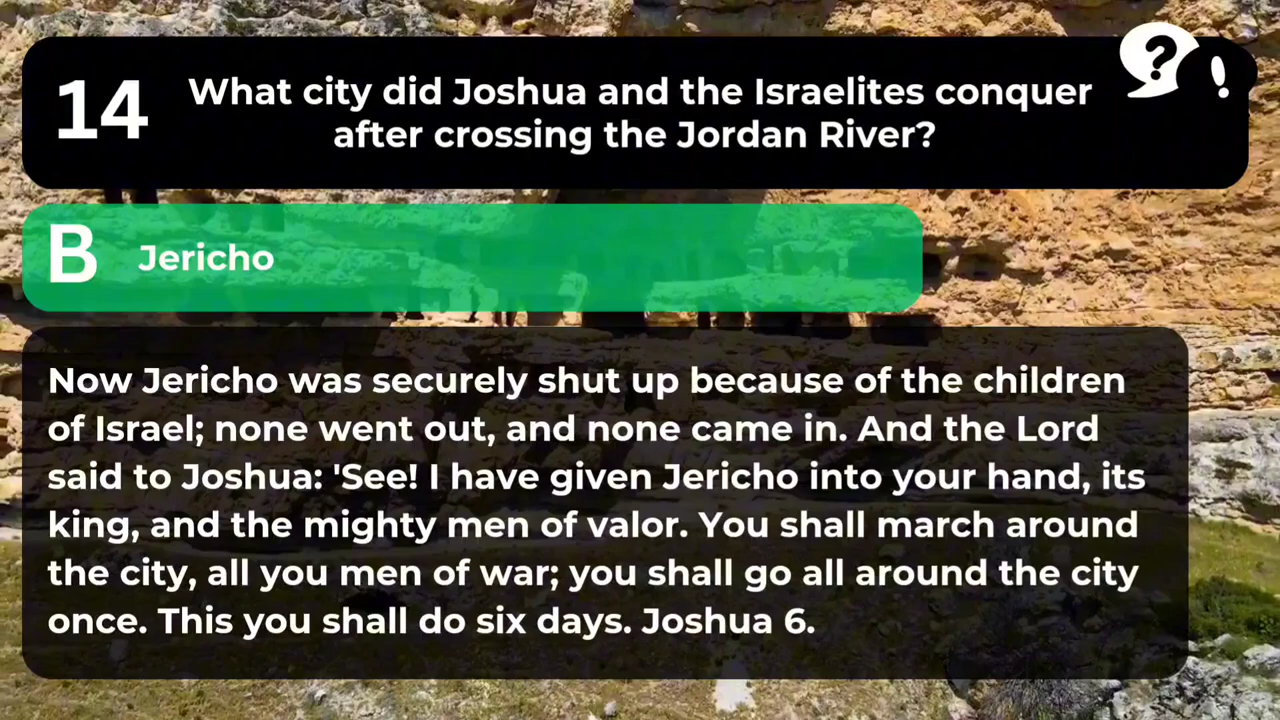 14
What city did Joshua and the Israelites conquer
after crossing the Jordan River?
?
!
B Jericho
Now Jericho was securely shut up because of the children
of Israel; none went out, and none came in. And the Lord
said to Joshua: 'See! I have given Jericho into your hand, its
king, and the mighty men of valor. You shall march around
the city, all you men of war; you shall go all around the city
once. This you shall do six days. Joshua 6.